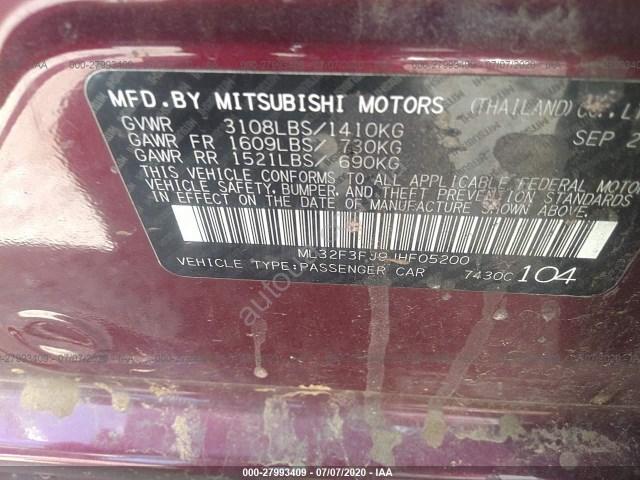 MFD.BY MITSUBISHI MOTORS (THAILAND) CO.,L
GVWR 3108LBS/1410KG SEP 2
GAWR FR 1609LBS/ 730KG
GAWR RR 1521LBS/ 690KG
THIS VEHICLE CONFORMS TO ALL APPLICABLE FEDERAL MOTOR
VEHICLE SAFETY, BUMPER, AND THEFT PREVENTION STANDARDS
IN EFFECT ON THE DATE OF MANUFACTURE SHOWN ABOVE.
ML32F3FJ9JHF05200
VEHICLE TYPE:PASSENGER CAR 7430C 104
000-27993409 - 07/07/2020 - IAA